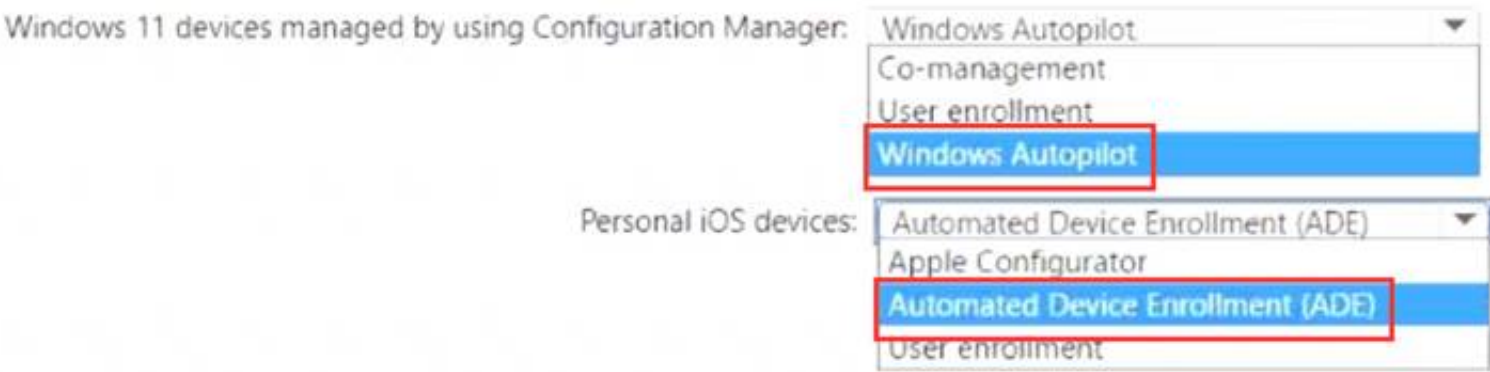 Windows 11 devices managed by using Configuration Manager: Windows Autopilot
Co-management
User enrollment
Windows Autopilot
Personal iOS devices: Automated Device Enrollment (ADE)
Apple Configurator
Automated Device Enrollment (ADE)
User enrollment